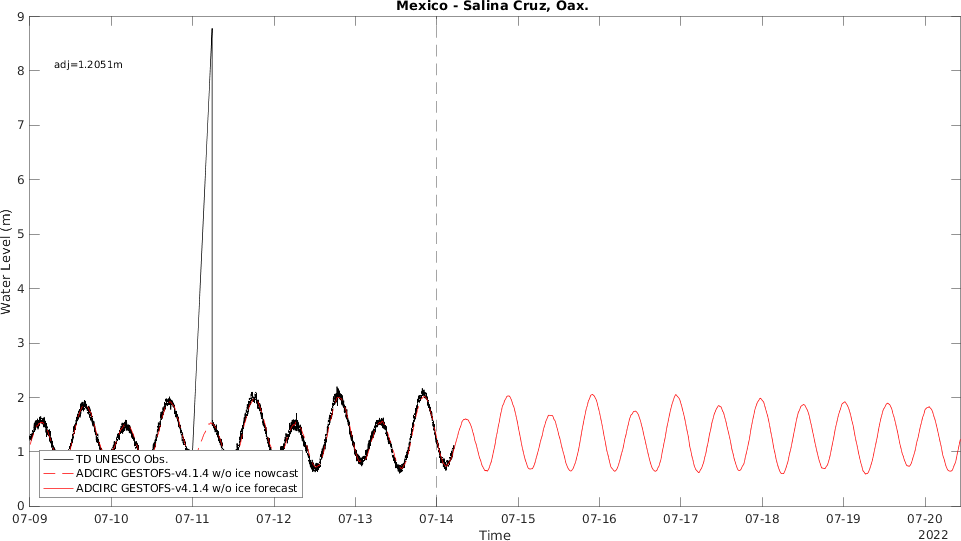 Mexico - Salina Cruz, Oax.
9
adj=1.2051m
8
7
6
5
4
3
2
1
0
Water Level (m)
TD UNESCO Obs.
ADCIRC GESTOFS-v4.1.4 w/o ice nowcast
ADCIRC GESTOFS-v4.1.4 w/o ice forecast
07-09 07-10 07-11 07-12 07-13 07-14 07-15 07-16 07-17 07-18 07-19 07-20
Time
2022